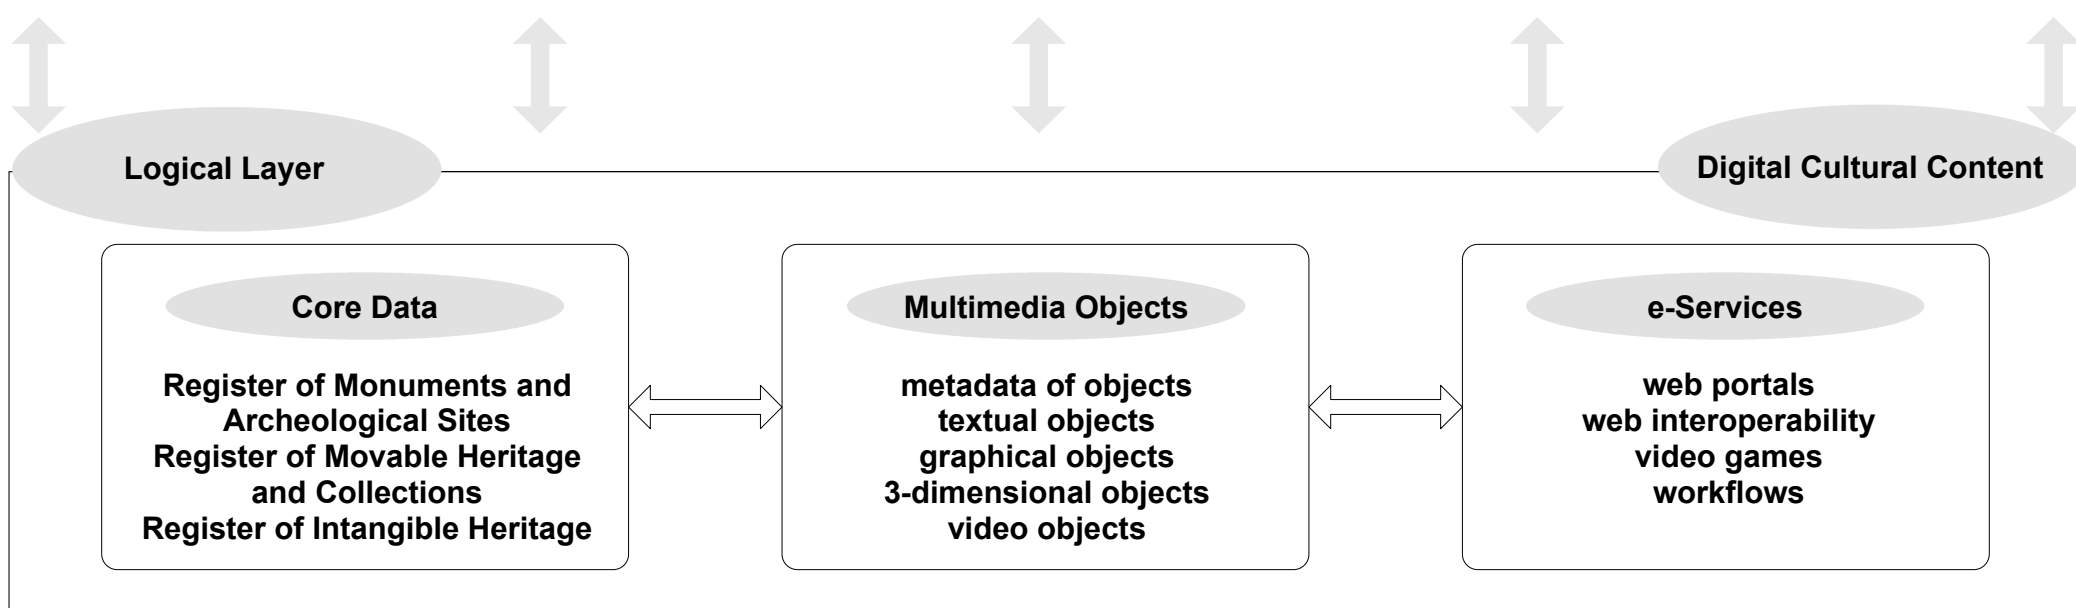 Logical Layer
Digital Cultural Content
Core Data
Register of Monuments and
Archeological Sites
Register of Movable Heritage
and Collections
Register of Intangible Heritage
Multimedia Objects
metadata of objects
textual objects
graphical objects
3-dimensional objects
video objects
e-Services
web portals
web interoperability
video games
workflows